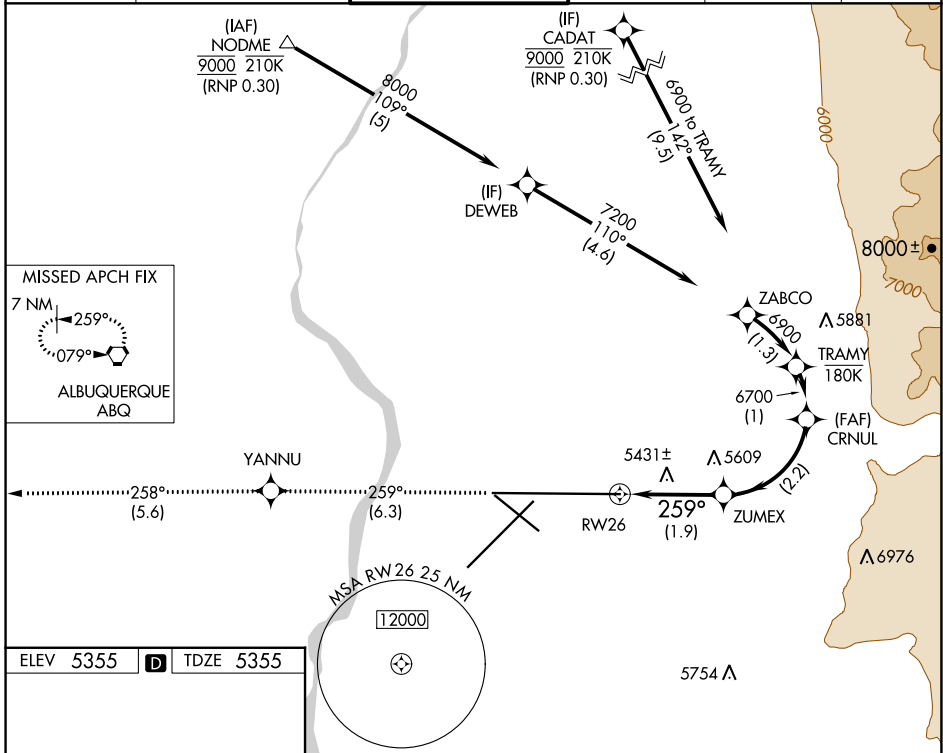 (IAF)
NODME
9000 210K
(RNP 0.30)
(IF)
CADAT
9000 210K
(RNP 0.30)
8000
109°
(5)
6900 to TRAMY
142°
(9.5)
6000
(IF)
DEWEB
7200
110°
(4.6)
8000±
7000
MISSED APCH FIX
7 NM
259°
079°
ALBUQUERQUE
ABQ
ZABCO
6900
(1.3)
5881
TRAMY
180K
6700
(1)
(FAF)
CRNUL
YANNU
5431±
5609
(2.2)
258°
(5.6)
259°
(6.3)
RW26
259°
(1.9)
ZUMEX
6976
MSA RW26 25 NM
12000
5754
ELEV 5355
D
TDZE 5355